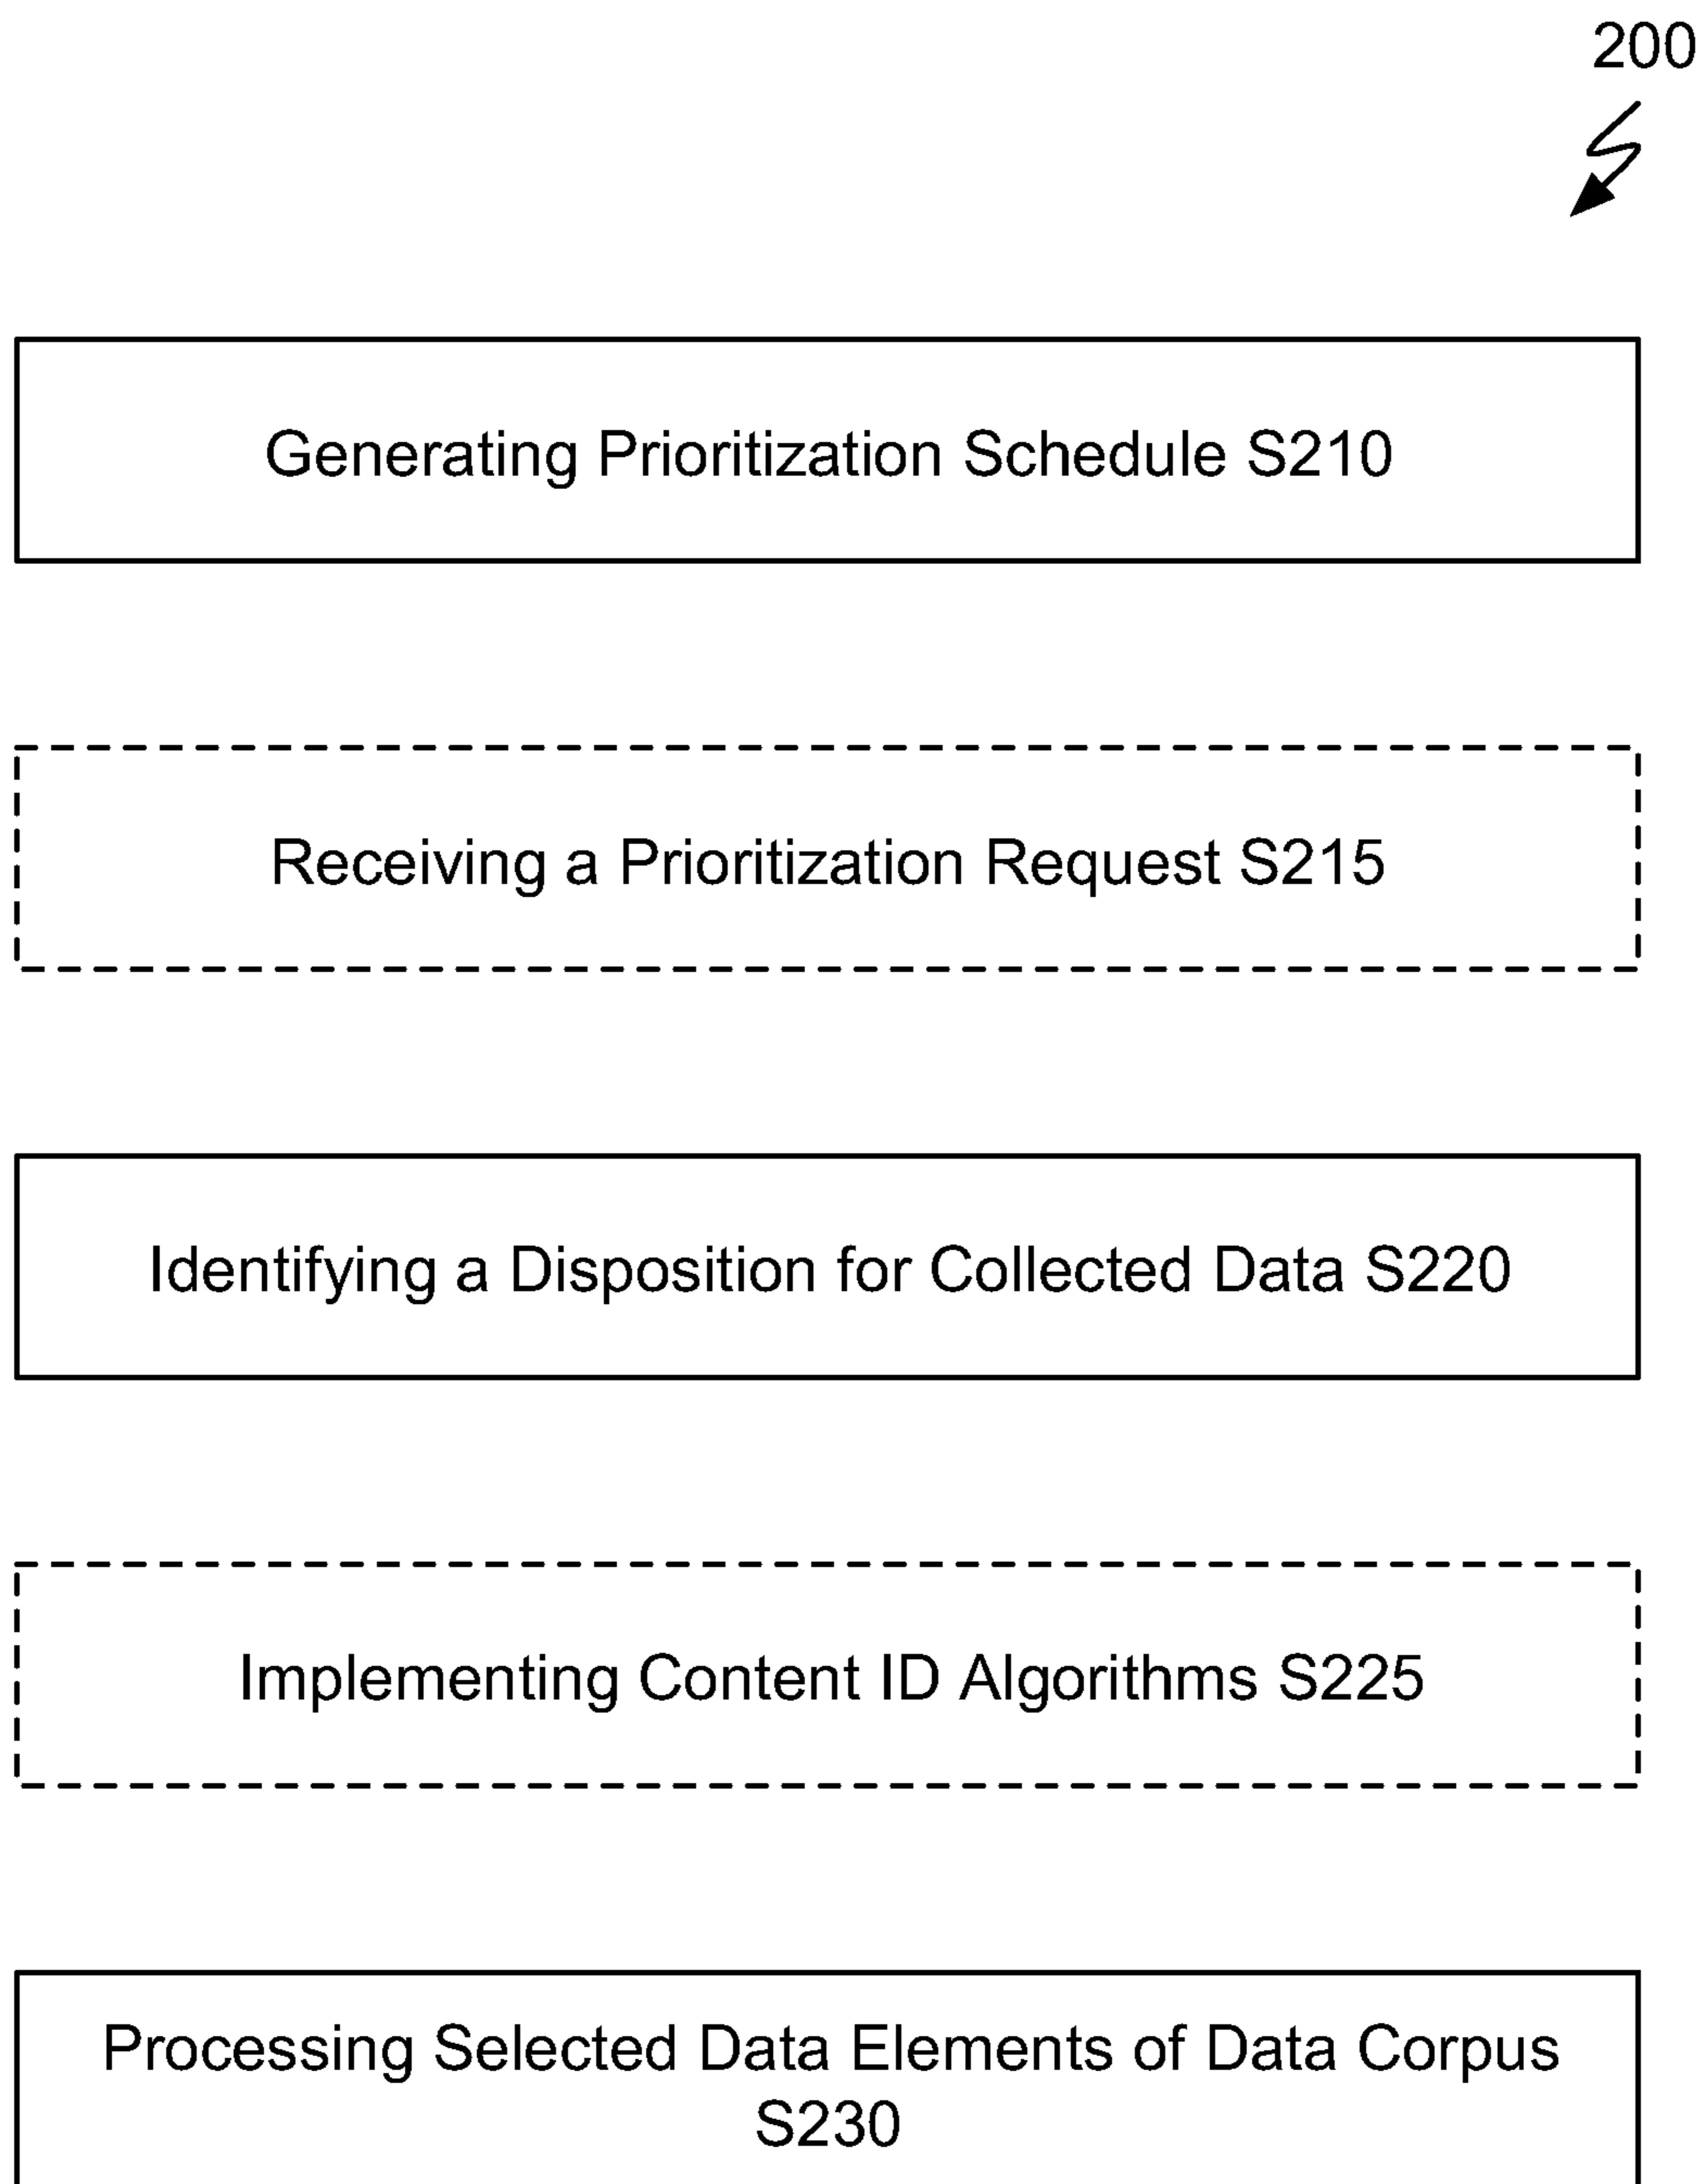 200
Generating Prioritization Schedule S210
Receiving a Prioritization Request S215
Identifying a Disposition for Collected Data S220
Implementing Content ID Algorithms S225
Processing Selected Data Elements of Data Corpus
S230